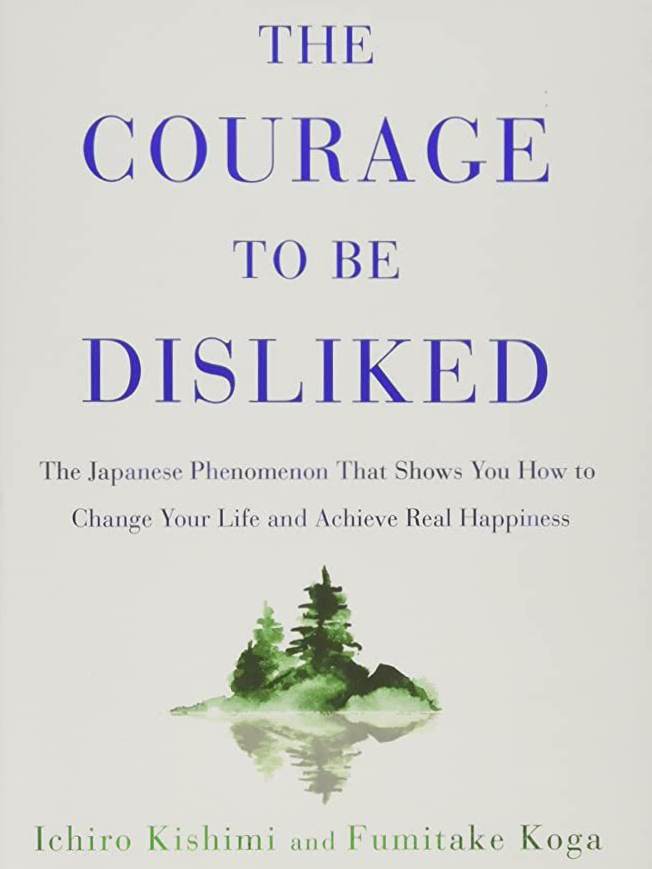 THE
COURAGE
TO BE
DISLIKED
The Japanese Phenomenon That Shows You How to
Change Your Life and Achieve Real Happiness
Ichiro Kishimi and Fumitake Koga